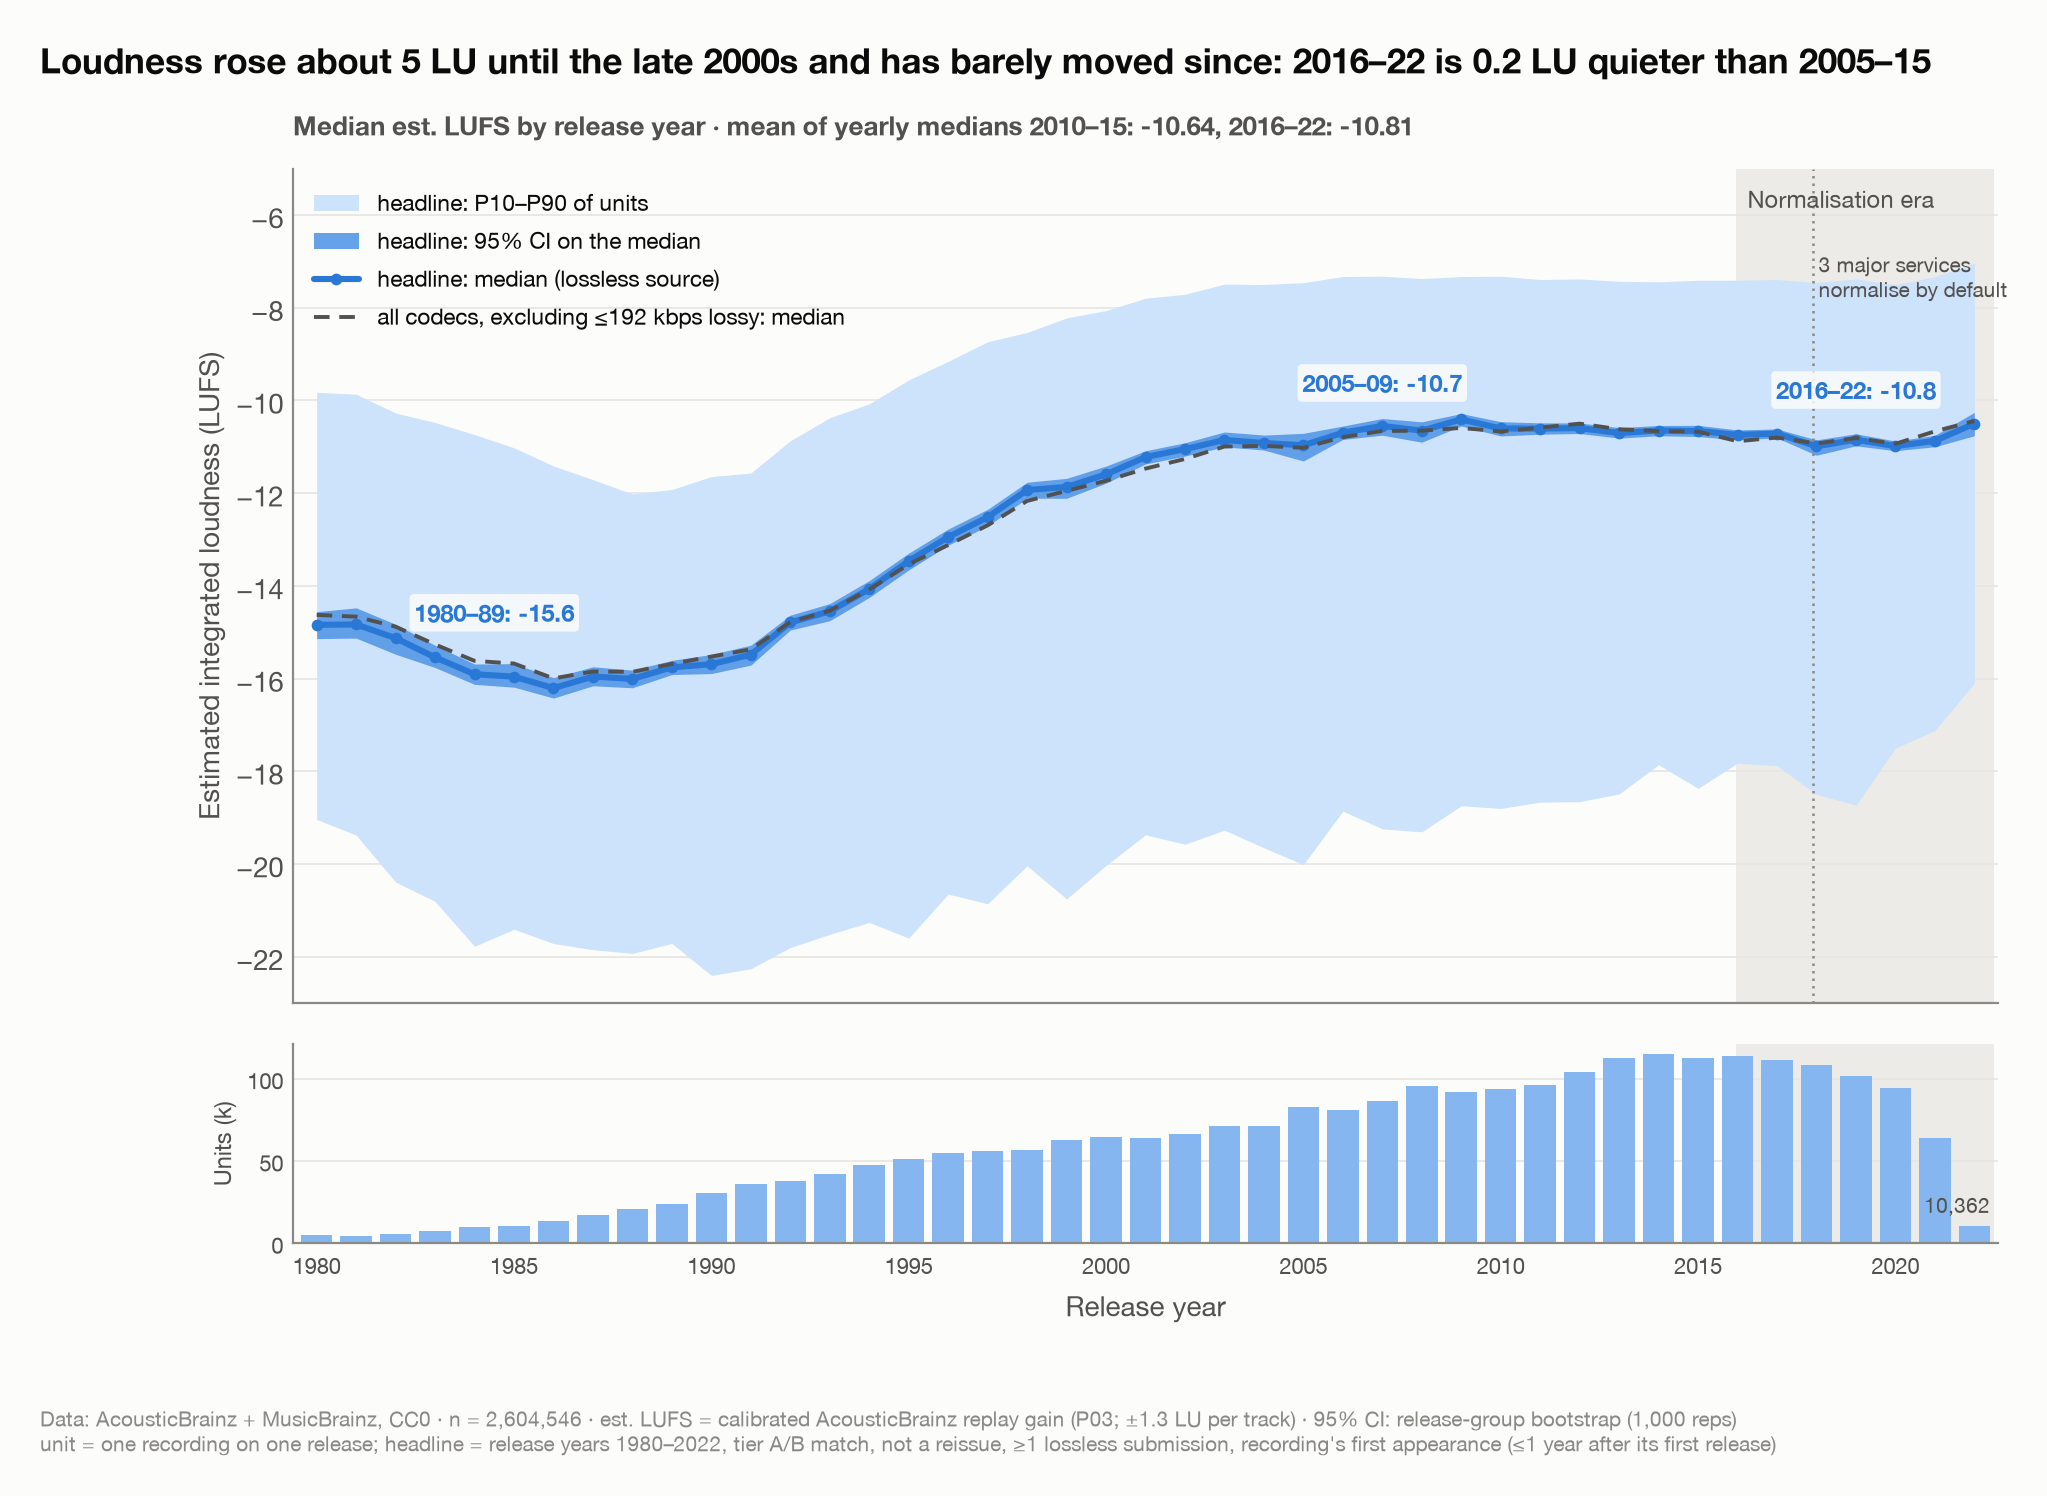 Loudness rose about 5 LU until the late 2000s and has barely moved since: 2016–22 is 0.2 LU quieter than 2005–15
Median est. LUFS by release year · mean of yearly medians 2010–15: -10.64, 2016–22: -10.81
headline: P10–P90 of units
headline: 95% CI on the median
headline: median (lossless source)
all codecs, excluding ≤192 kbps lossy: median
Normalisation era
3 major services
normalise by default
2005–09: -10.7
2016–22: -10.8
1980–89: -15.6
Estimated integrated loudness (LUFS)
−6
−8
−10
−12
−14
−16
−18
−20
−22
Units (k)
100
50
0
10,362
1980
1985
1990
1995
2000
2005
2010
2015
2020
Release year
Data: AcousticBrainz + MusicBrainz, CC0 · n = 2,604,546 · est. LUFS = calibrated AcousticBrainz replay gain (P03; ±1.3 LU per track) · 95% CI: release-group bootstrap (1,000 reps)
unit = one recording on one release; headline = release years 1980–2022, tier A/B match, not a reissue, ≥1 lossless submission, recording's first appearance (≤1 year after its first release)